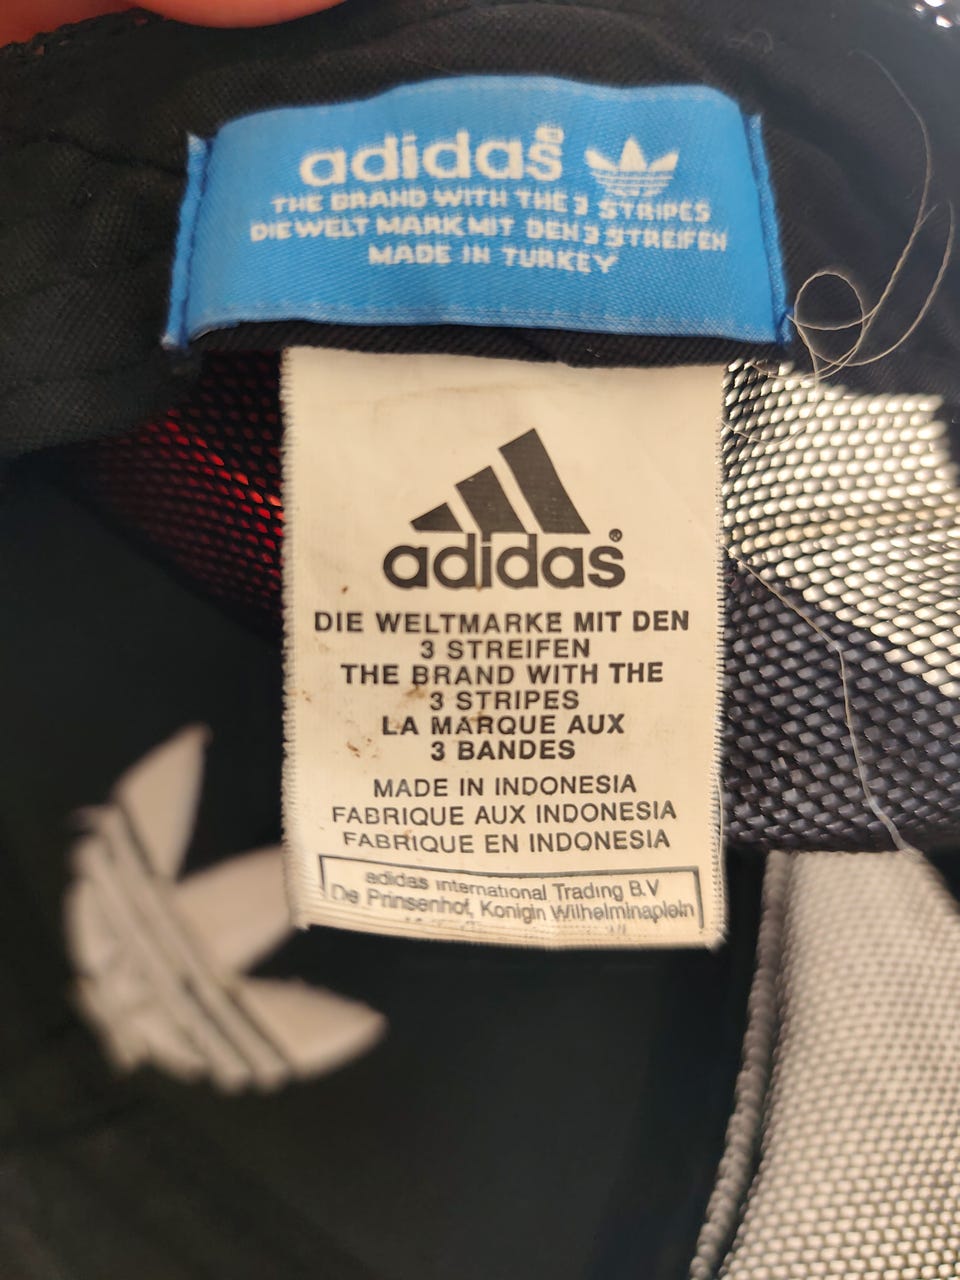 adidas
THE BRAND WITH THE 3 STRIPES
DIE WELT MARK MIT DEN 3 STREIFEN
MADE IN TURKEY
adidas®
DIE WELTMARKE MIT DEN
3 STREIFEN
THE BRAND WITH THE
3 STRIPES
LA MARQUE AUX
3 BANDES
MADE IN INDONESIA
FABRIQUE AUX INDONESIA
FABRIQUE EN INDONESIA
adidas international Trading B.V
De Prinsenhof, Konigin Wilhelminaplein